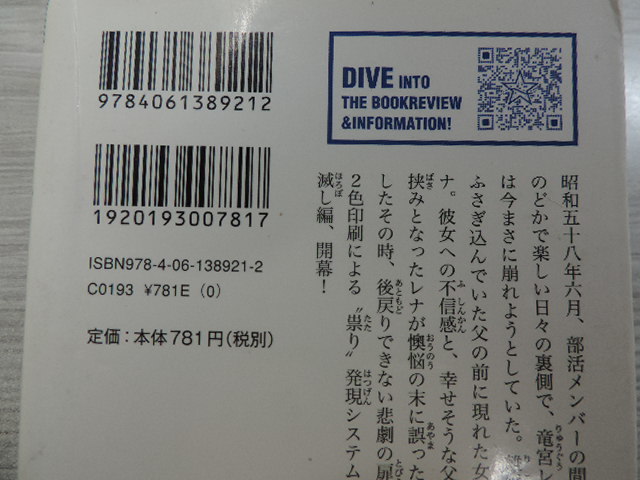 9784061389212
1920193007817
ISBN978-4-06-138921-2
C0193 ¥781E (0)
定価:本体781円(税別)
DIVE INTO
THE BOOKREVIEW
&INFORMATION!
昭和五十八年六月、部活メンバーの間
のどかで楽しい日々の裏側で、竜宮レ
は今まさに崩れようとしていた。
ふさぎ込んでいた父の前に現れた女
ナ。彼女への不信感と、幸せそうな父
挟みとなったレナが懊悩の末に誤った
したその時、後戻りできない悲劇の扉
2色印刷による〝祟り〟発現システム
滅し編、開幕!